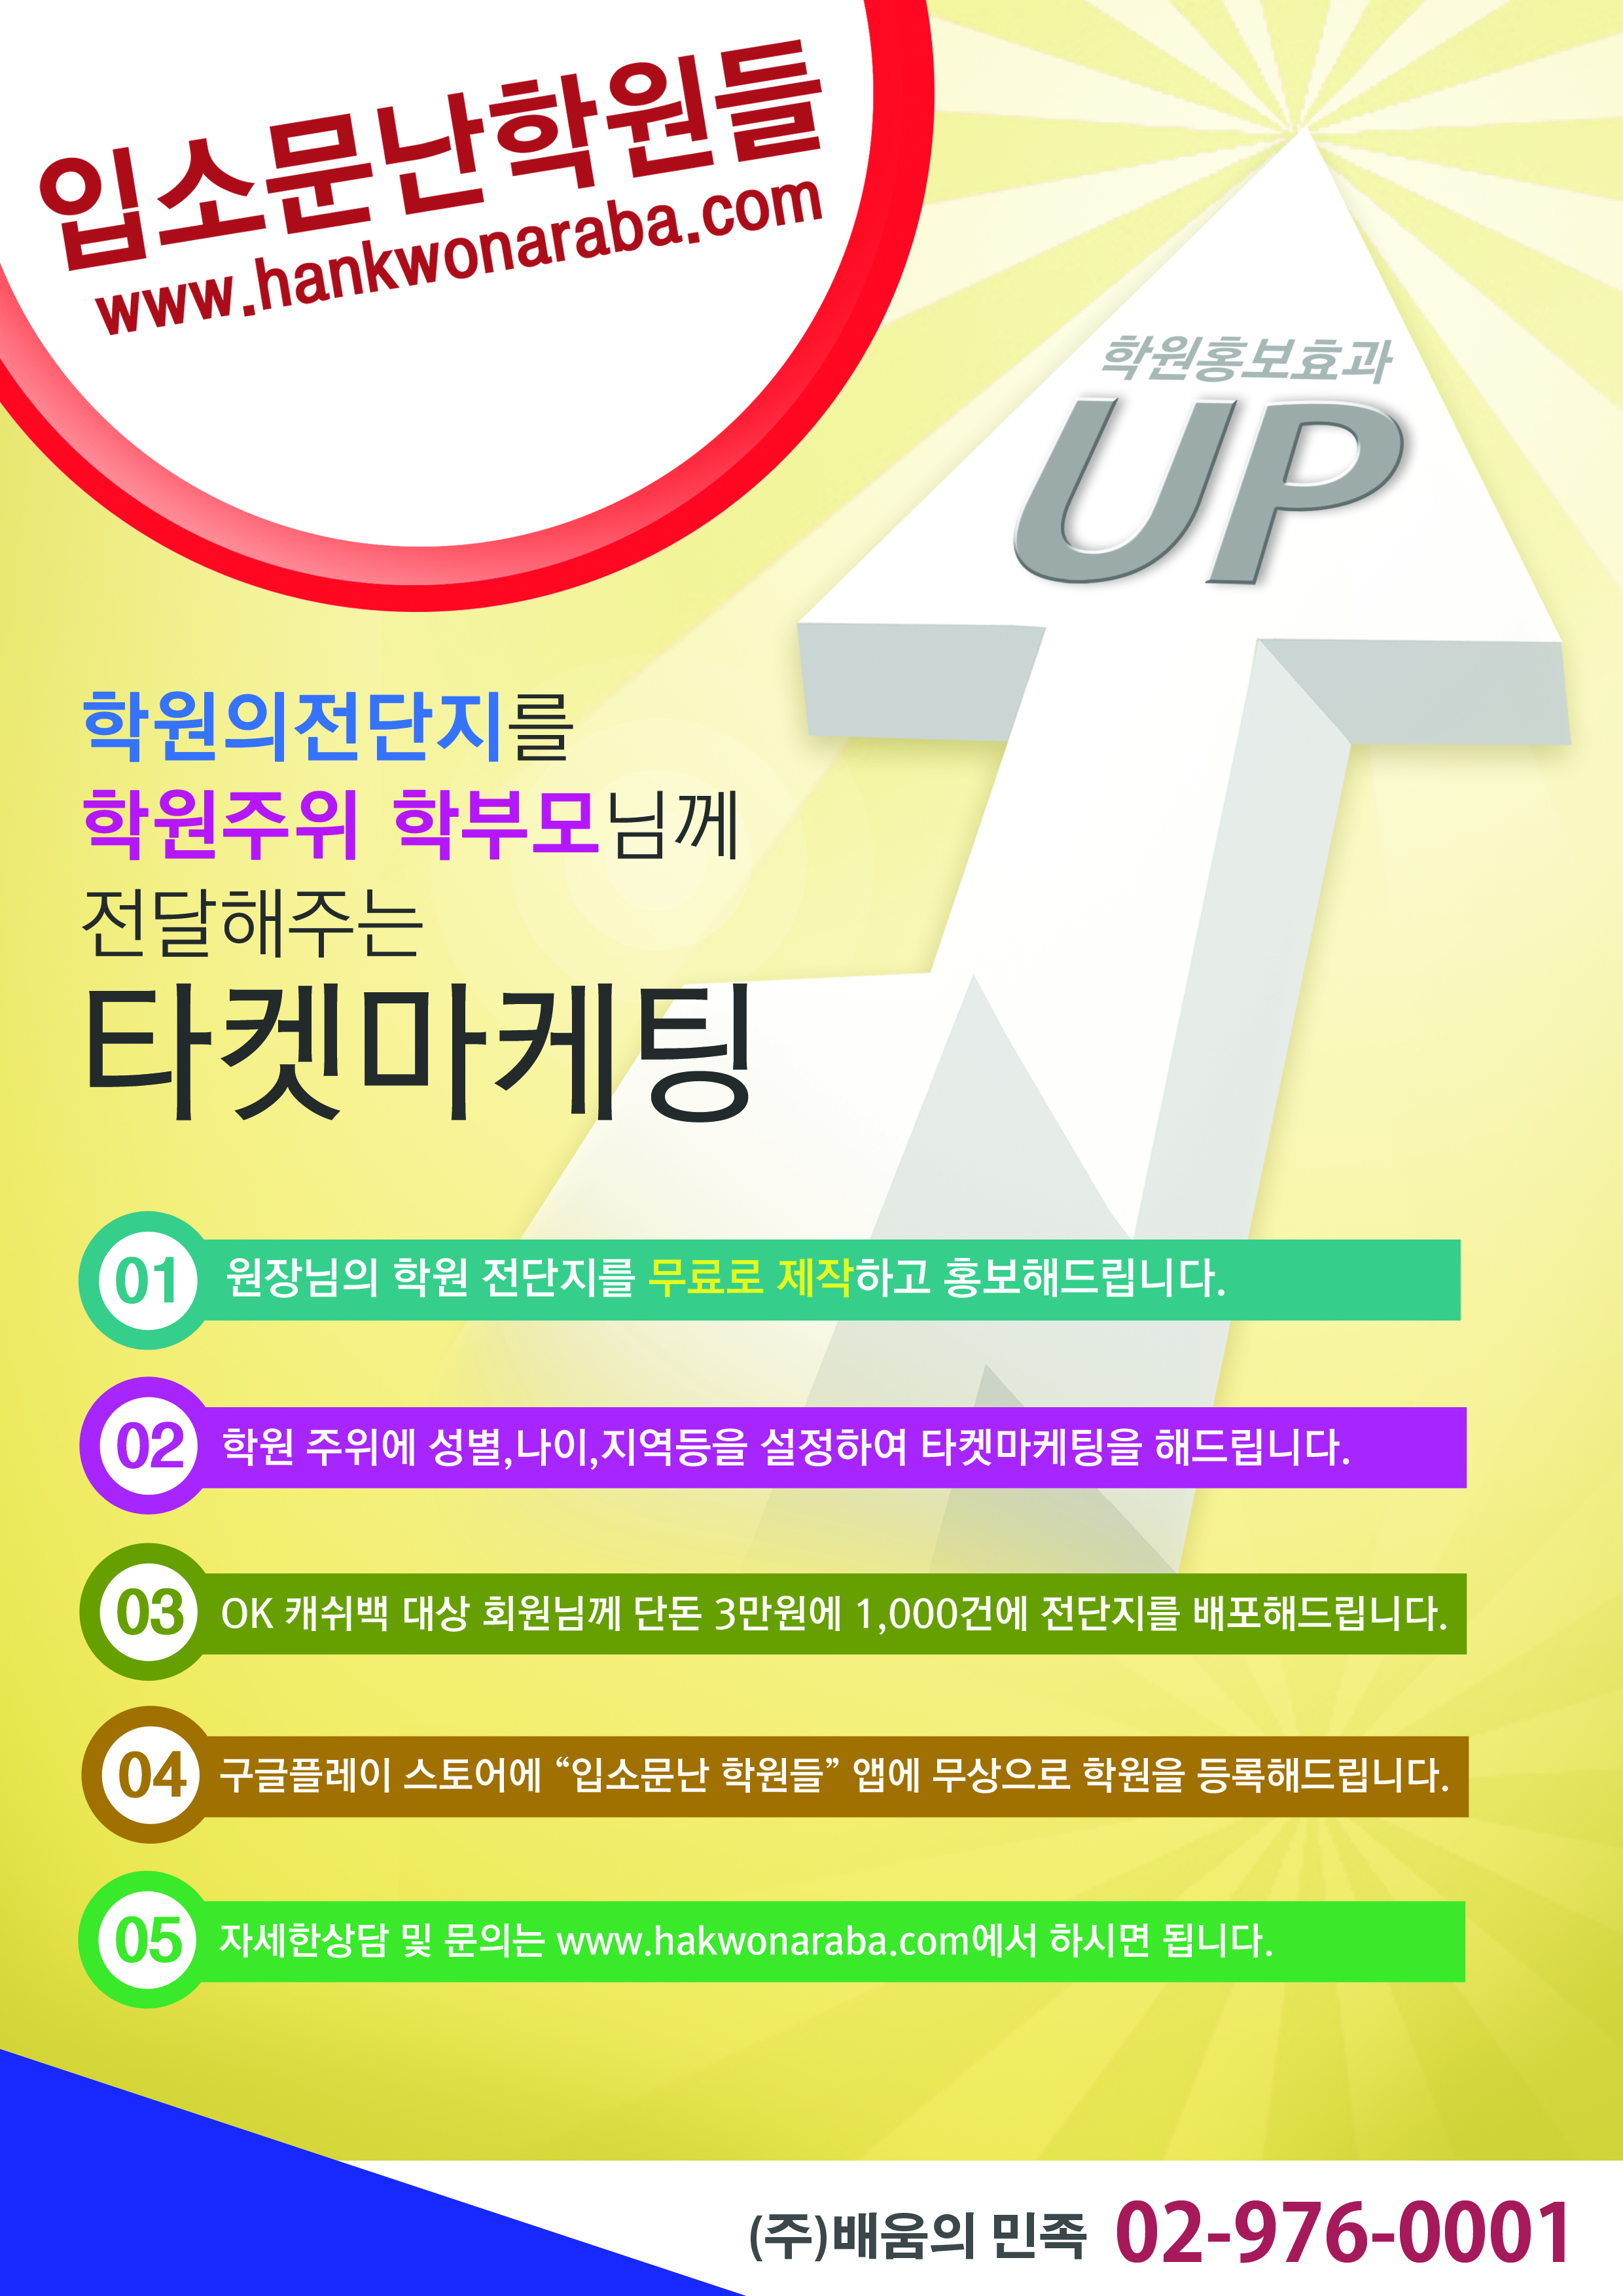 입소문난학원들
www.hankwonaraba.com
학원홍보효과
UP
학원의전단지를
학원주위 학부모님께
전달해주는
타켓마케팅
01 원장님의 학원 전단지를 무료로 제작하고 홍보해드립니다.
02 학원 주위에 성별,나이,지역등을 설정하여 타켓마케팅을 해드립니다.
03 OK 캐쉬백 대상 회원님께 단돈 3만원에 1,000건에 전단지를 배포해드립니다.
04 구글플레이 스토어에 “입소문난 학원들” 앱에 무상으로 학원을 등록해드립니다.
05 자세한상담 및 문의는 www.hakwonaraba.com에서 하시면 됩니다.
(주)배움의 민족 02-976-0001